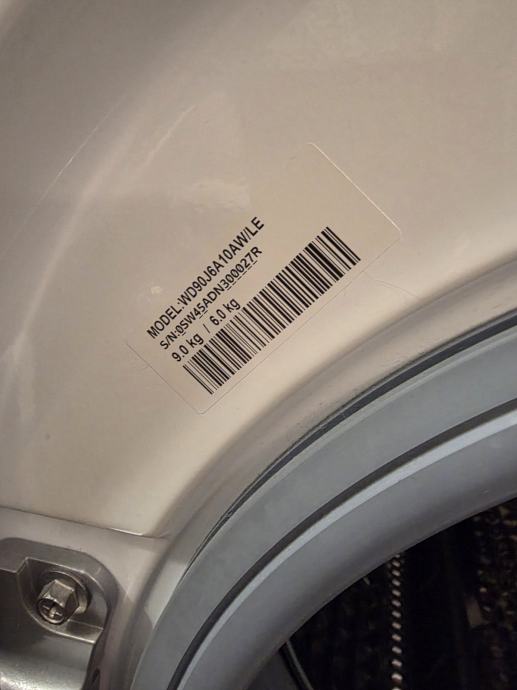 MODEL:WD90J6A10AW/LE
S/N:0SW45ADN300027R
9.0 kg / 6.0 kg